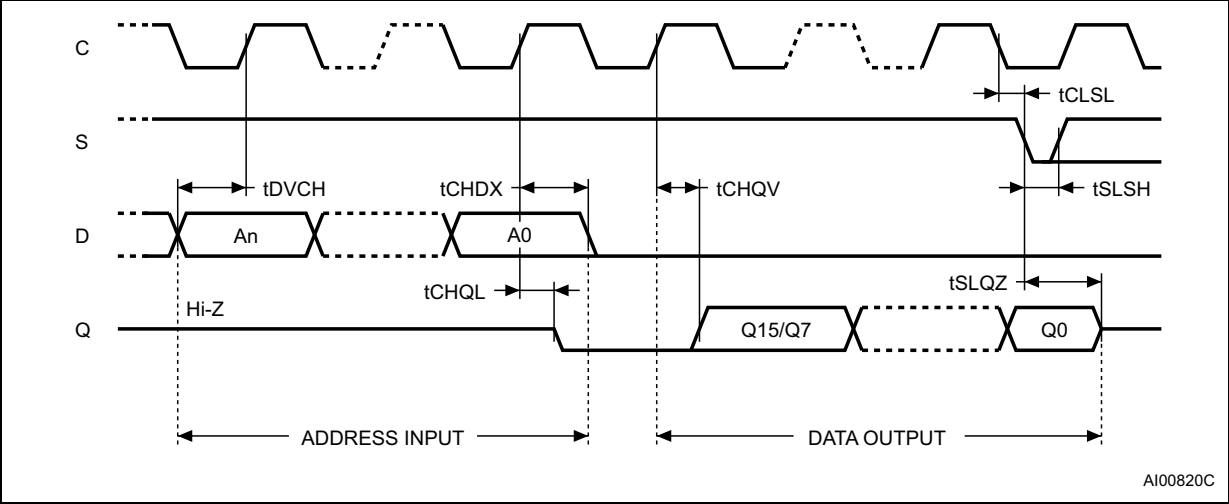 C
tCLSL
S
tDVCH
tCHDX
tCHQV
tSLSH
D
An
A0
tCHQL
tSLQZ
Hi-Z
Q
Q15/Q7
Q0
ADDRESS INPUT
DATA OUTPUT
AI00820C